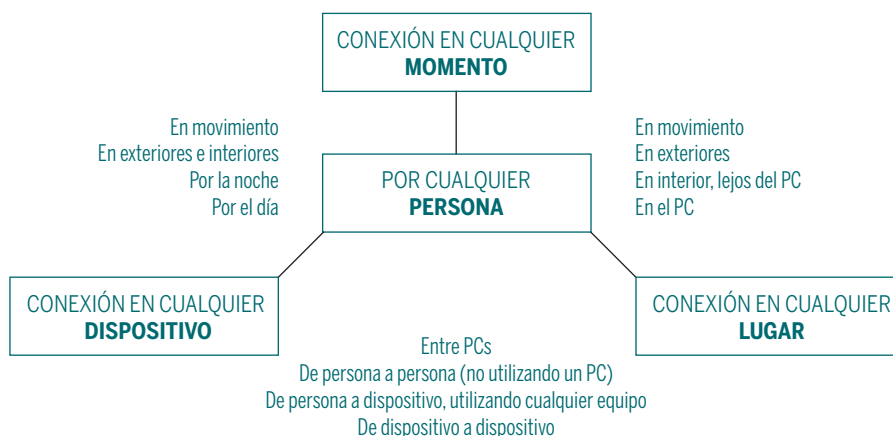 CONEXIÓN EN CUALQUIER
MOMENTO
En movimiento
En exteriores e interiores
Por la noche
Por el día
POR CUALQUIER
PERSONA
En movimiento
En exteriores
En interior, lejos del PC
En el PC
CONEXIÓN EN CUALQUIER
DISPOSITIVO
CONEXIÓN EN CUALQUIER
LUGAR
Entre PCs
De persona a persona (no utilizando un PC)
De persona a dispositivo, utilizando cualquier equipo
De dispositivo a dispositivo